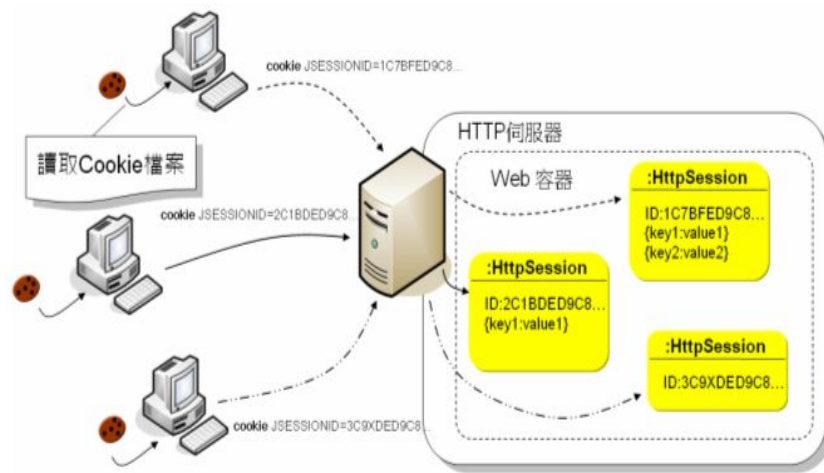 cookie JSESSIONID=1C7BFED9C8...
讀取Cookie檔案
cookie JSESSIONID=2C1BDED9C8...
cookie JSESSIONID=3C9XDED9C8...
HTTP伺服器
Web 容器
:HttpSession
ID:1C7BFED9C8...
{key1:value1}
{key2:value2}
:HttpSession
ID:2C1BDED9C8...
{key1:value1}
:HttpSession
ID:3C9XDED9C8...